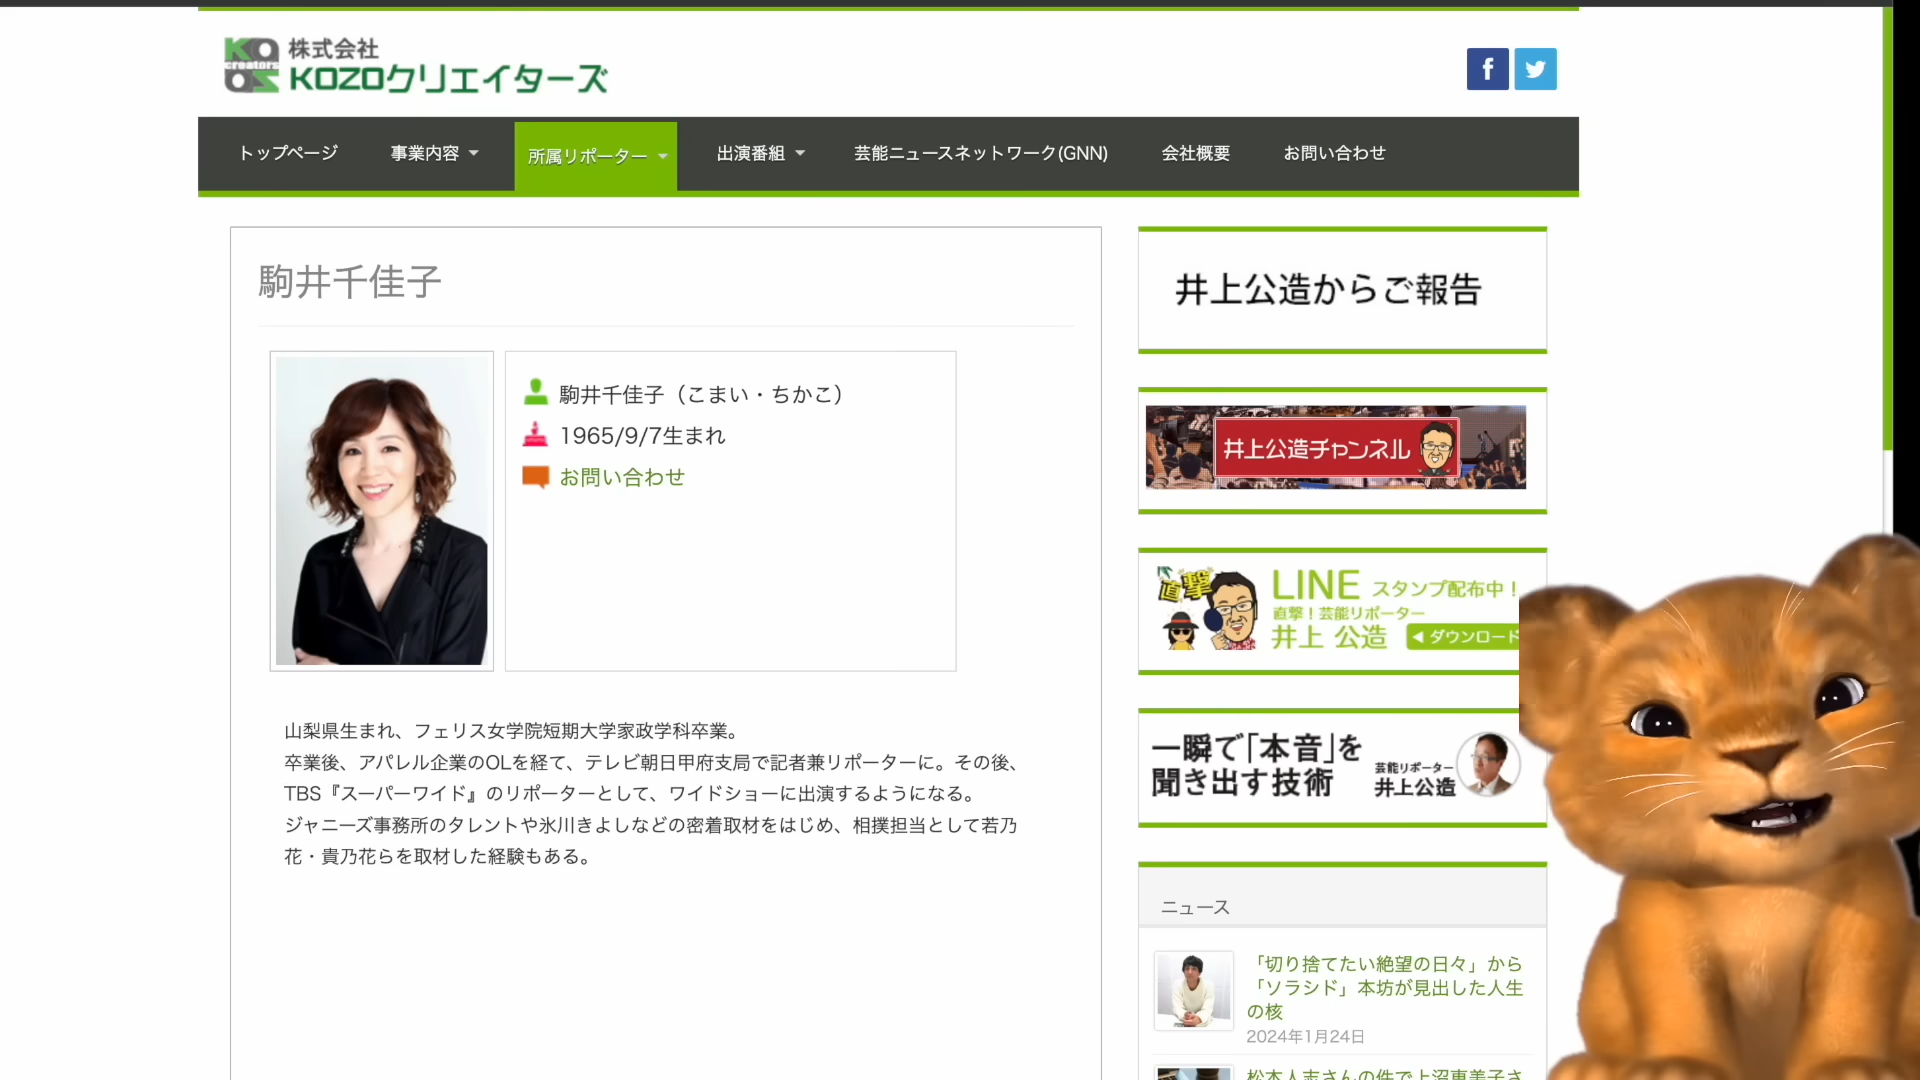 KOZO creators
株式会社
KOZOクリエイターズ
トップページ 事業内容 所属リポーター 出演番組 芸能ニュースネットワーク(GNN) 会社概要 お問い合わせ
駒井千佳子
駒井千佳子（こまい・ちかこ）
1965/9/7生まれ
お問い合わせ
山梨県生まれ、フェリス女学院短期大学家政学科卒業。
卒業後、アパレル企業のOLを経て、テレビ朝日甲府支局で記者兼リポーターに。その後、
TBS『スーパーワイド』のリポーターとして、ワイドショーに出演するようになる。
ジャニーズ事務所のタレントや氷川きよしなどの密着取材をはじめ、相撲担当として若乃
花・貴乃花らを取材した経験もある。
井上公造からご報告
井上公造チャンネル
直撃
LINE スタンプ配布中！
直撃！芸能リポーター
井上 公造
ダウンロード
一瞬で「本音」を
聞き出す技術
芸能リポーター
井上公造
ニュース
「切り捨てたい絶望の日々」から
「ソラシド」本坊が見出した人生
の核
2024年1月24日
松本人志さんの件で上沼恵美子さ